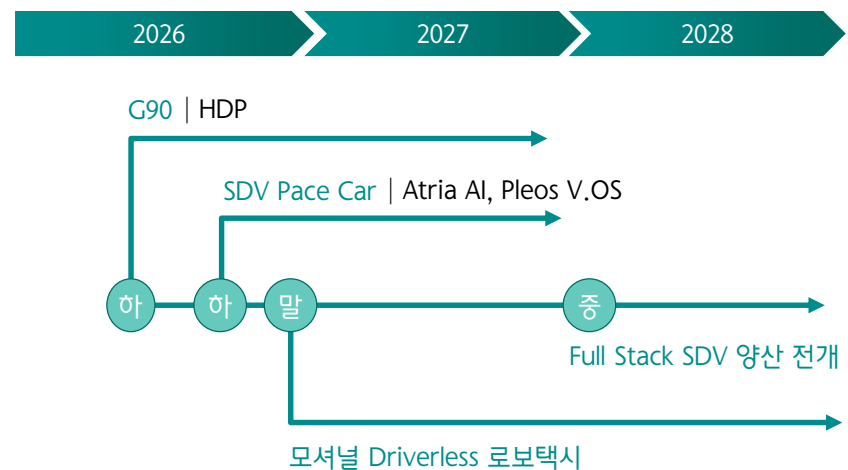 2026 2027 2028
G90 | HDP
SDV Pace Car | Atria AI, Pleos V.OS
하 하 말 중
Full Stack SDV 양산 전개
모셔널 Driverless 로보택시